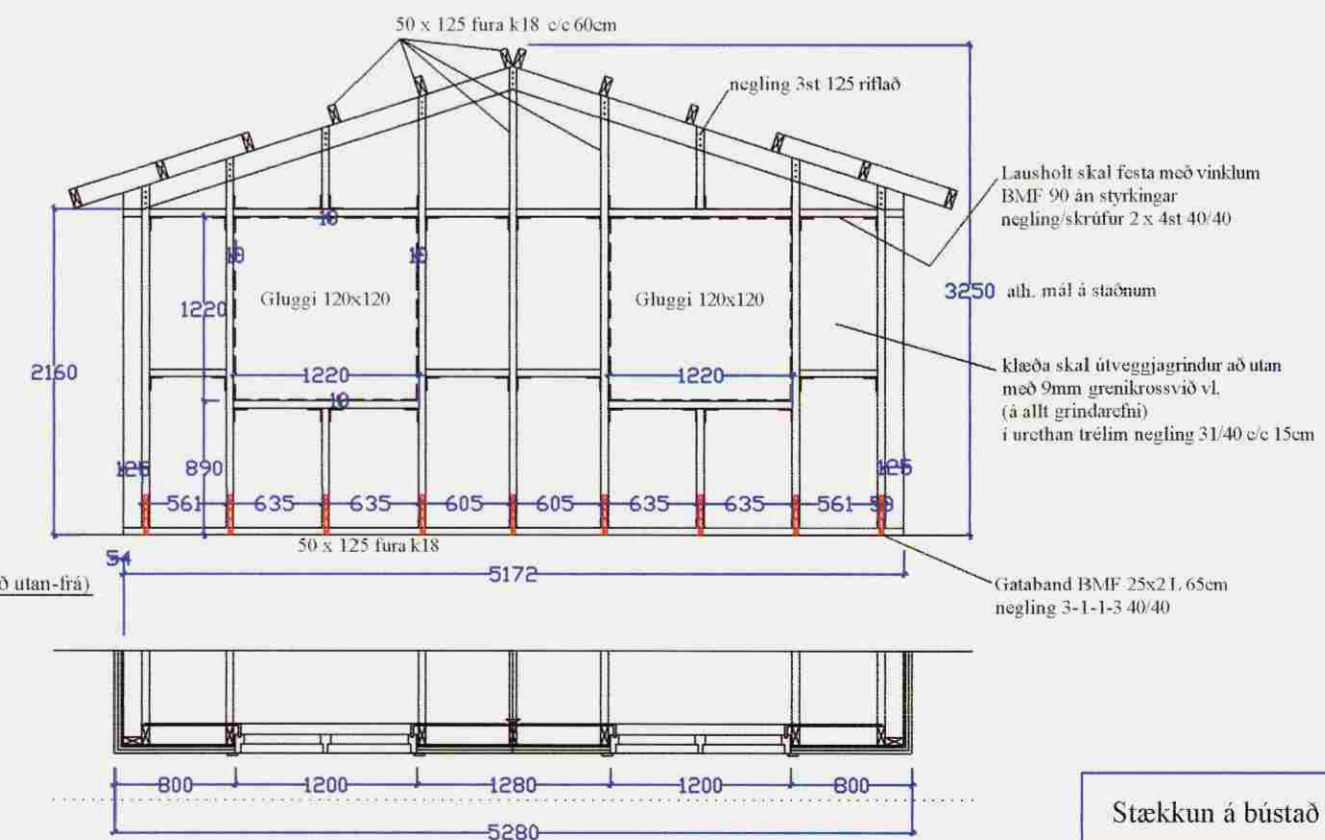 50 x 125 fura k18 c/c 60cm
negling 3st 125 riflað
Lausholt skal festa með vinklum
BMF 90 án styrkingar
negling/skrúfur 2 x 4st 40/40
10
10
10
Gluggi 120x120
Gluggi 120x120
3250 ath. mál á staðnum
1220
2160
1220
1220
10
klæða skal útveggjagrindur að utan
með 9mm grenikrossvið vl.
(á allt grindarefni)
í urethan trélím negling 31/40 c/c 15cm
125
890
125
561
635
635
605
605
635
635
561
50
50 x 125 fura k18
54
5172
ð utan-frá)
Gataband BMF 25x2 L 65cm
negling 3-1-1-3 40/40
800
1200
1280
1200
800
5280
Stækkun á bústað